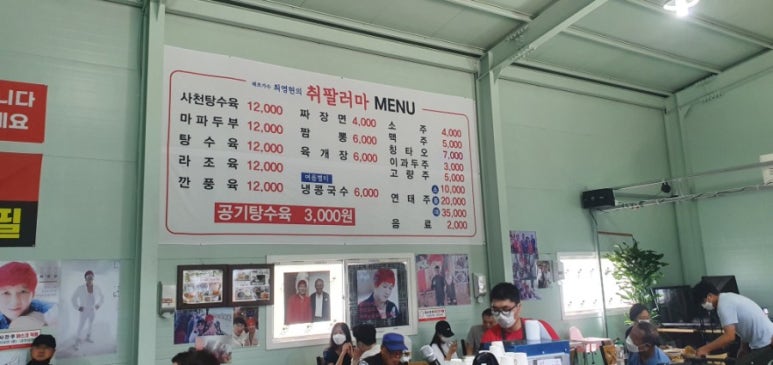 테크가수 최영헌의 취팔러마 MENU
사천탕수육 12,000
마파두부 12,000
탕수육 12,000
라조육 12,000
깐풍육 12,000
공기탕수육 3,000원
짜장면 4,000
짬뽕 6,000
육개장 6,000
여름별미
냉콩국수 6,000
소주 4,000
맥주 5,000
칭타오 7,000
이과두주 3,000
고량주 5,000
연태주 소 10,000
중 20,000
대 35,000
음료 2,000
니다
세요
필